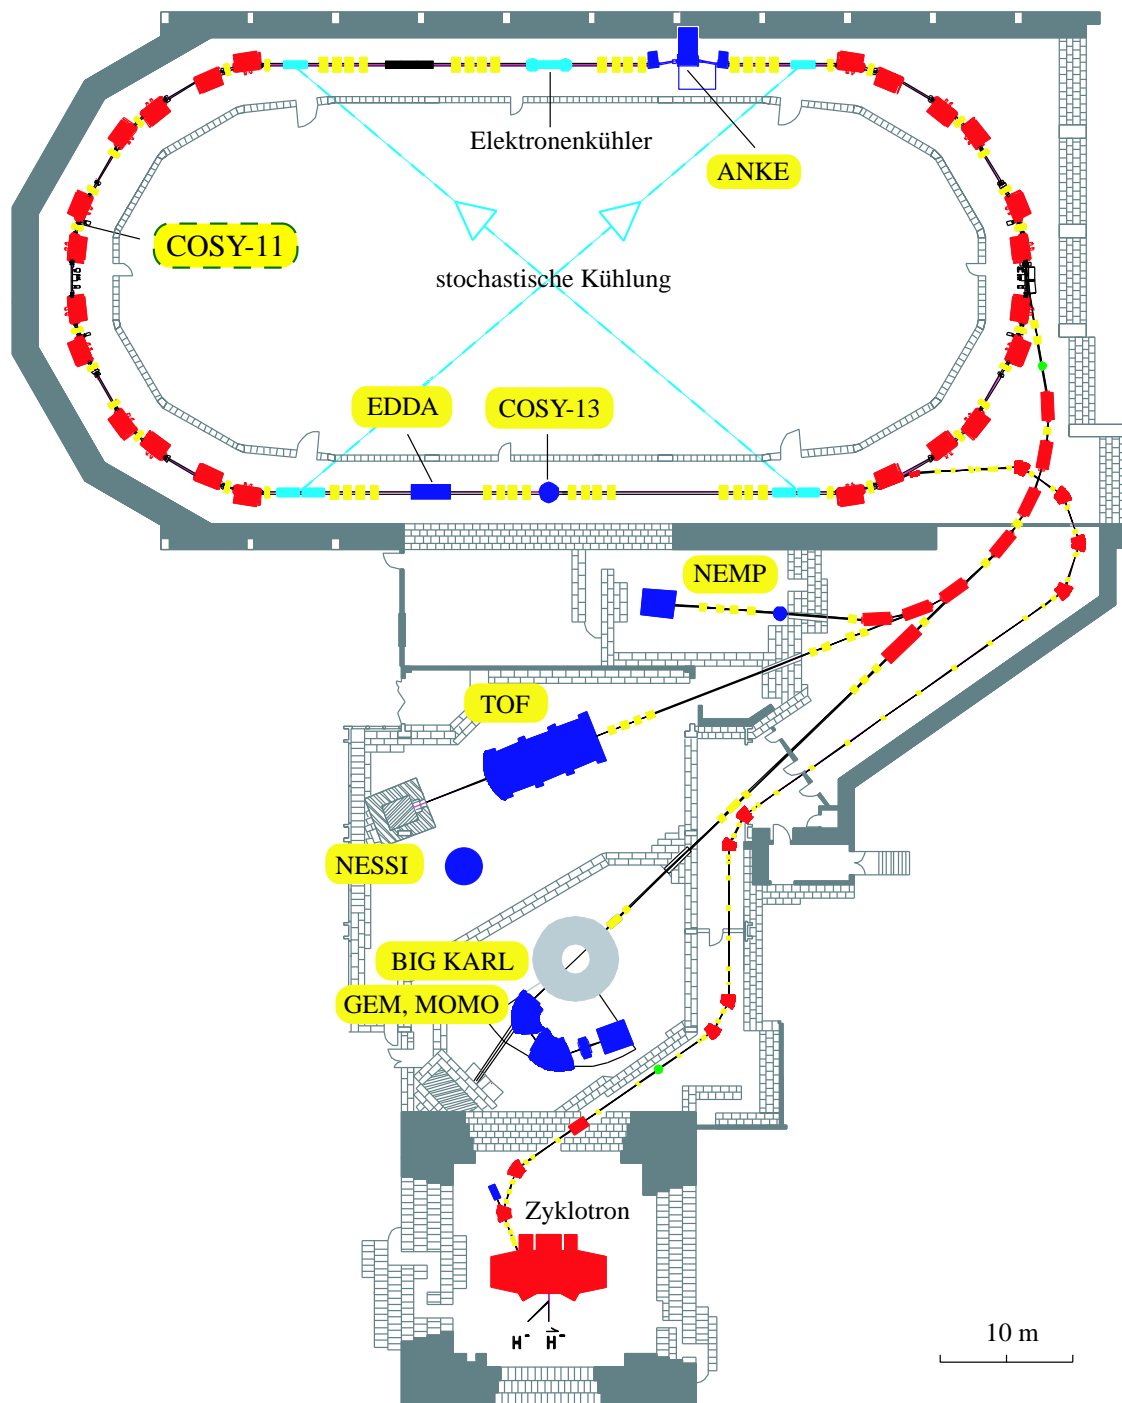 Elektronenkühler
ANKE
COSY-11
stochastische Kühlung
EDDA
COSY-13
NEMP
TOF
NESSI
BIG KARL
GEM, MOMO
Zyklotron
10 m
H⁻ H⃗⁻